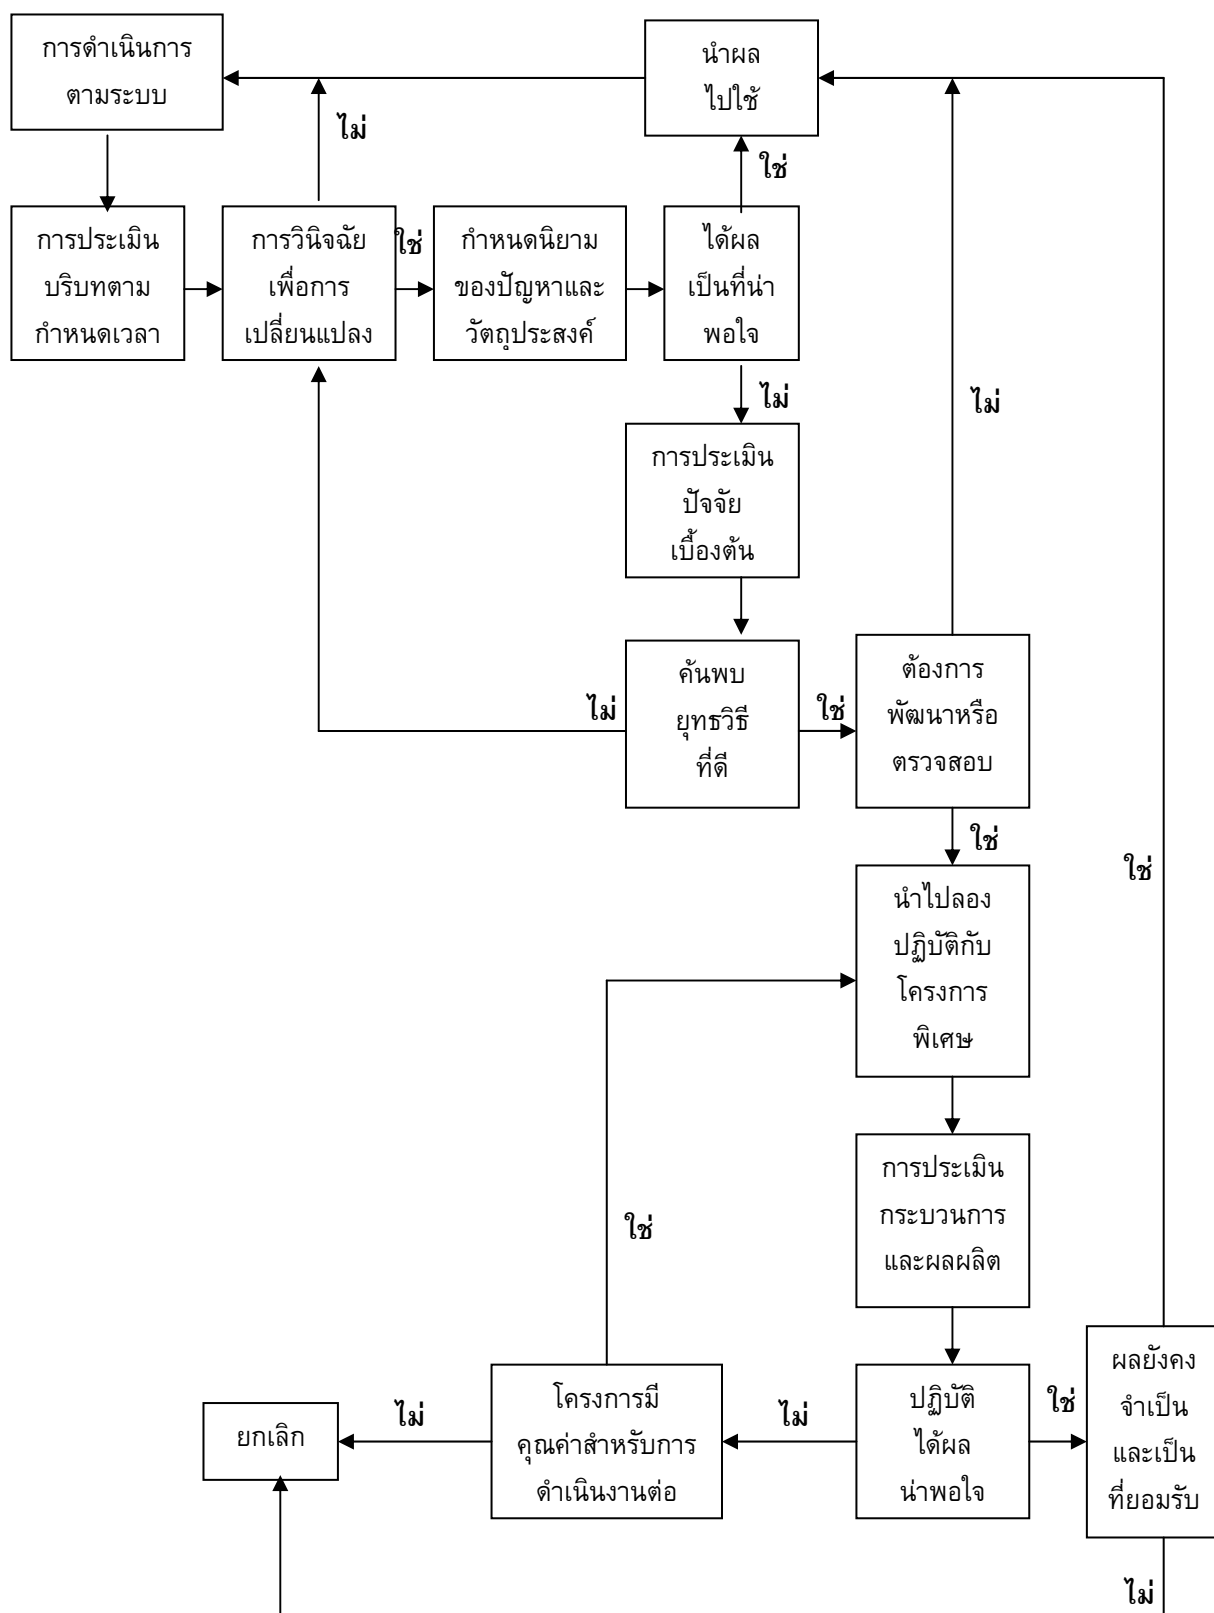 การดำเนินการ
ตามระบบ
นำผล
ไปใช้
ไม่
ใช่
การประเมิน
บริบทตาม
กำหนดเวลา
การวินิจฉัย
เพื่อการ
เปลี่ยนแปลง
ใช่
กำหนดนิยาม
ของปัญหาและ
วัตถุประสงค์
ได้ผล
เป็นที่น่า
พอใจ
ไม่
ไม่
การประเมิน
ปัจจัย
เบื้องต้น
ไม่
ค้นพบ
ยุทธวิธี
ที่ดี
ใช่
ต้องการ
พัฒนาหรือ
ตรวจสอบ
ใช่
ใช่
นำไปลอง
ปฏิบัติกับ
โครงการ
พิเศษ
ใช่
การประเมิน
กระบวนการ
และผลผลิต
ยกเลิก
ไม่
โครงการมี
คุณค่าสำหรับการ
ดำเนินงานต่อ
ไม่
ปฏิบัติ
ได้ผล
น่าพอใจ
ใช่
ผลยังคง
จำเป็น
และเป็น
ที่ยอมรับ
ไม่